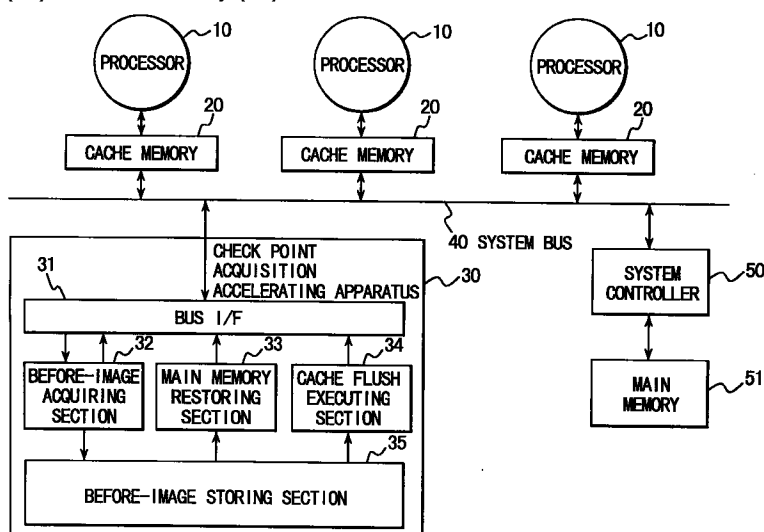 10
10
10
PROCESSOR
PROCESSOR
PROCESSOR
20
20
20
CACHE MEMORY
CACHE MEMORY
CACHE MEMORY
40 SYSTEM BUS
CHECK POINT
ACQUISITION
ACCELERATING APPARATUS
30
31
BUS I/F
SYSTEM
CONTROLLER
50
32
33
34
BEFORE-IMAGE
ACQUIRING
SECTION
MAIN MEMORY
RESTORING
SECTION
CACHE FLUSH
EXECUTING
SECTION
MAIN
MEMORY
51
35
BEFORE-IMAGE STORING SECTION